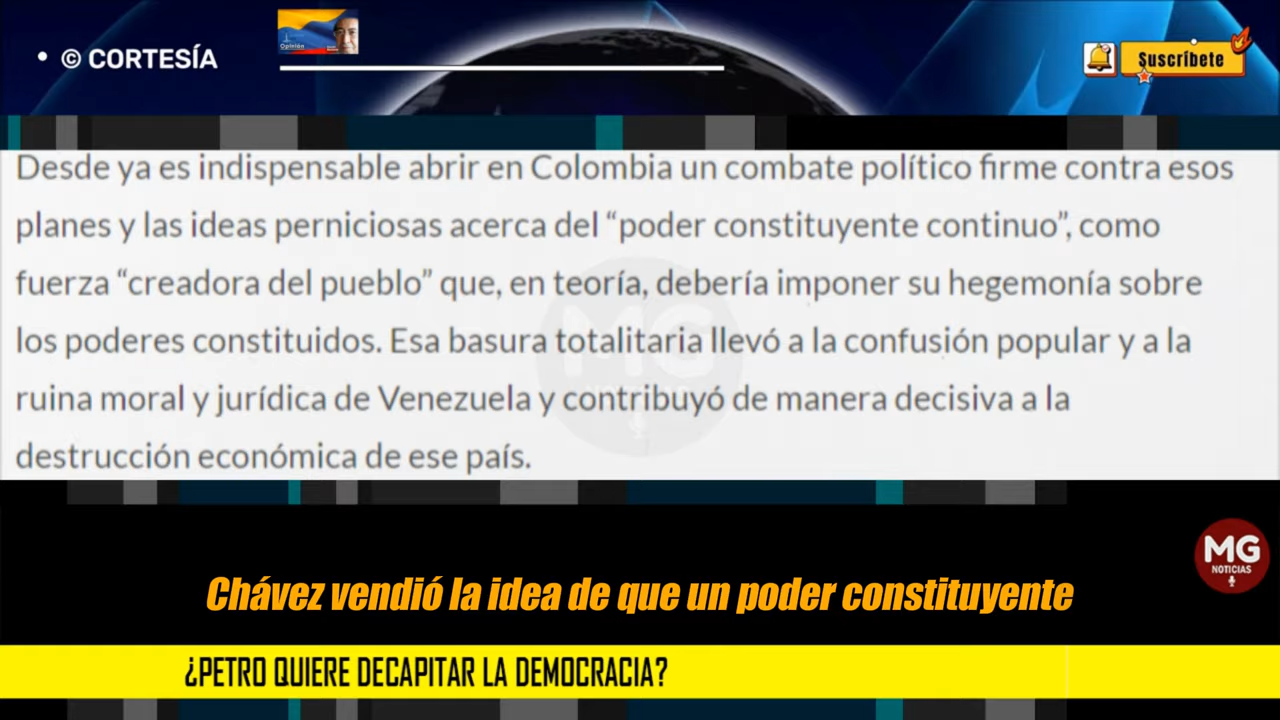 • © CORTESÍA
Opinión
Suscríbete
Desde ya es indispensable abrir en Colombia un combate político firme contra esos
planes y las ideas perniciosas acerca del “poder constituyente continuo”, como
fuerza “creadora del pueblo” que, en teoría, debería imponer su hegemonía sobre
los poderes constituidos. Esa basura totalitaria llevó a la confusión popular y a la
ruina moral y jurídica de Venezuela y contribuyó de manera decisiva a la
destrucción económica de ese país.
MG
NOTICIAS
MG
NOTICIAS
Chávez vendió la idea de que un poder constituyente
¿PETRO QUIERE DECAPITAR LA DEMOCRACIA?